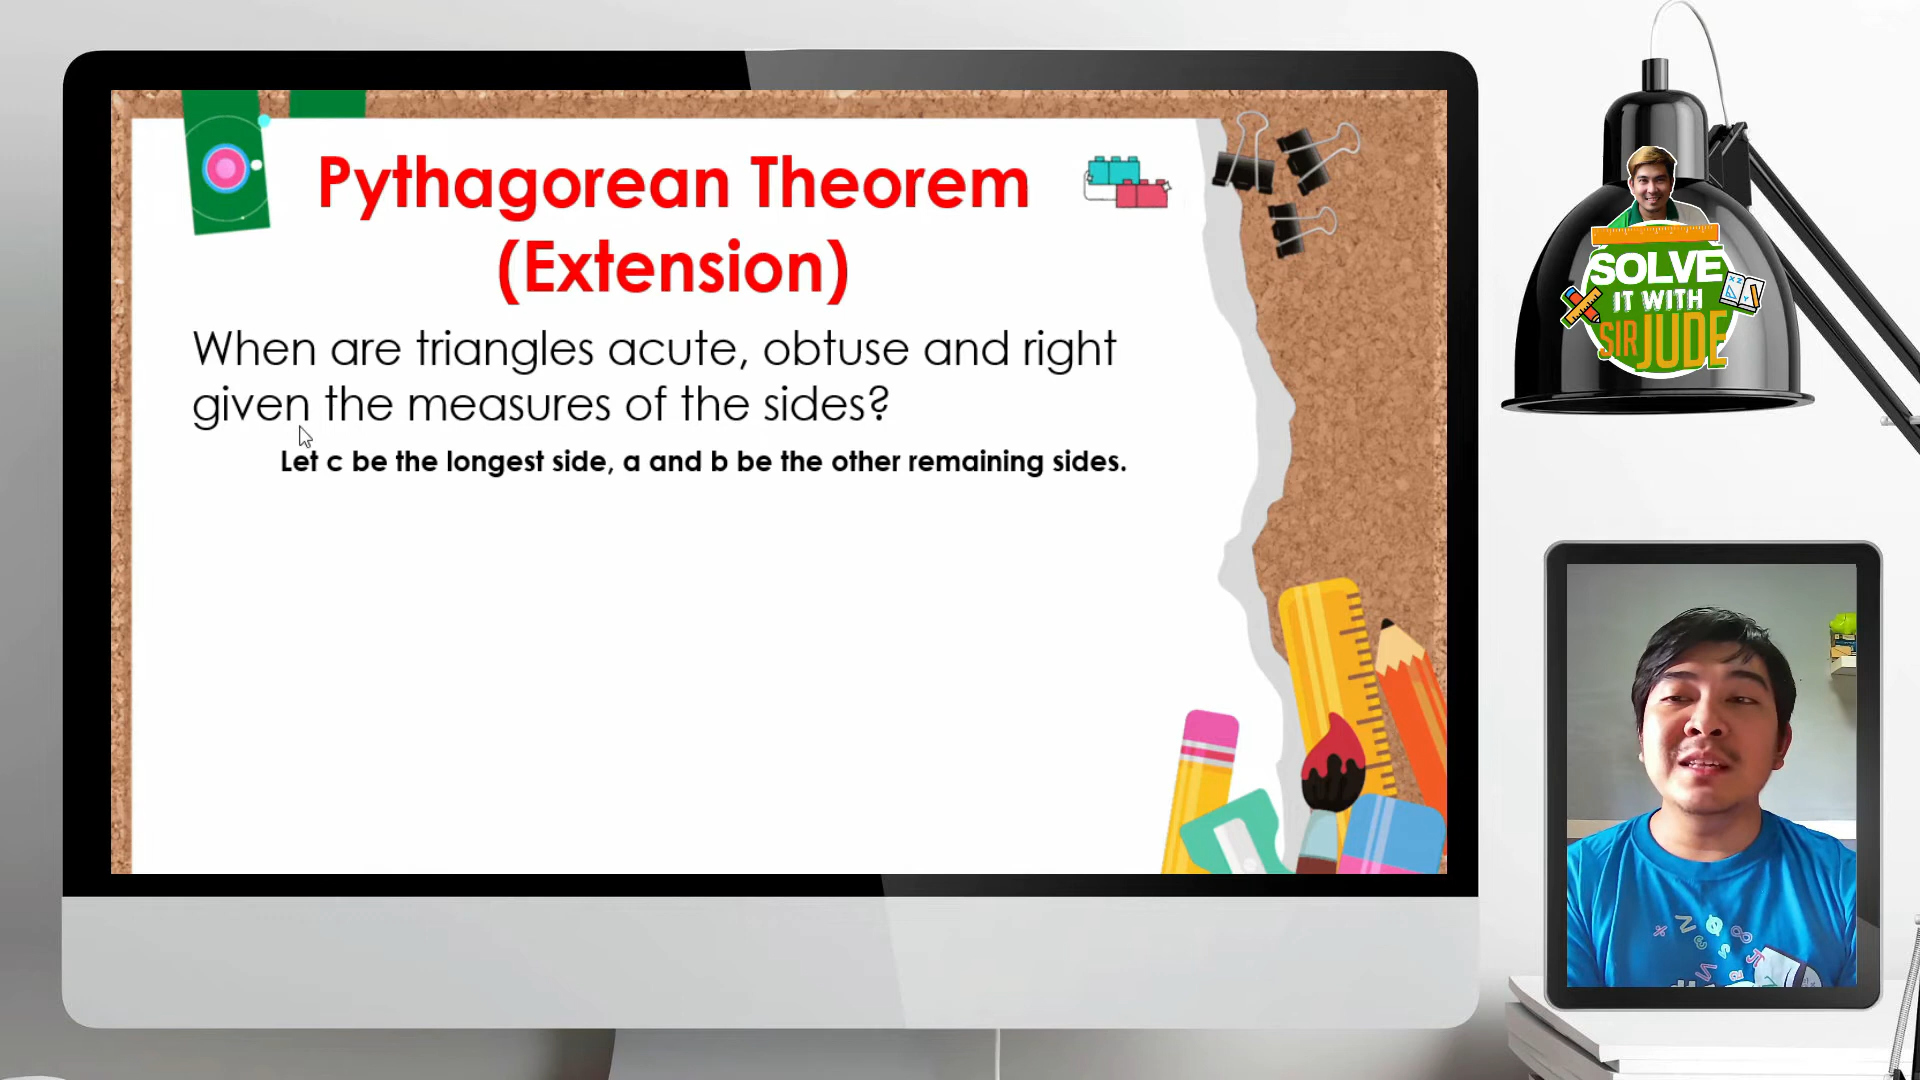 Pythagorean Theorem
(Extension)
When are triangles acute, obtuse and right
given the measures of the sides?
Let c be the longest side, a and b be the other remaining sides.
SOLVE
IT WITH
SIR JUDE